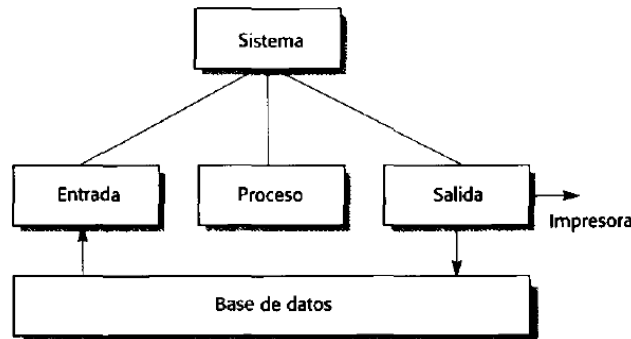 Sistema
Entrada
Proceso
Salida
Impresora
Base de datos